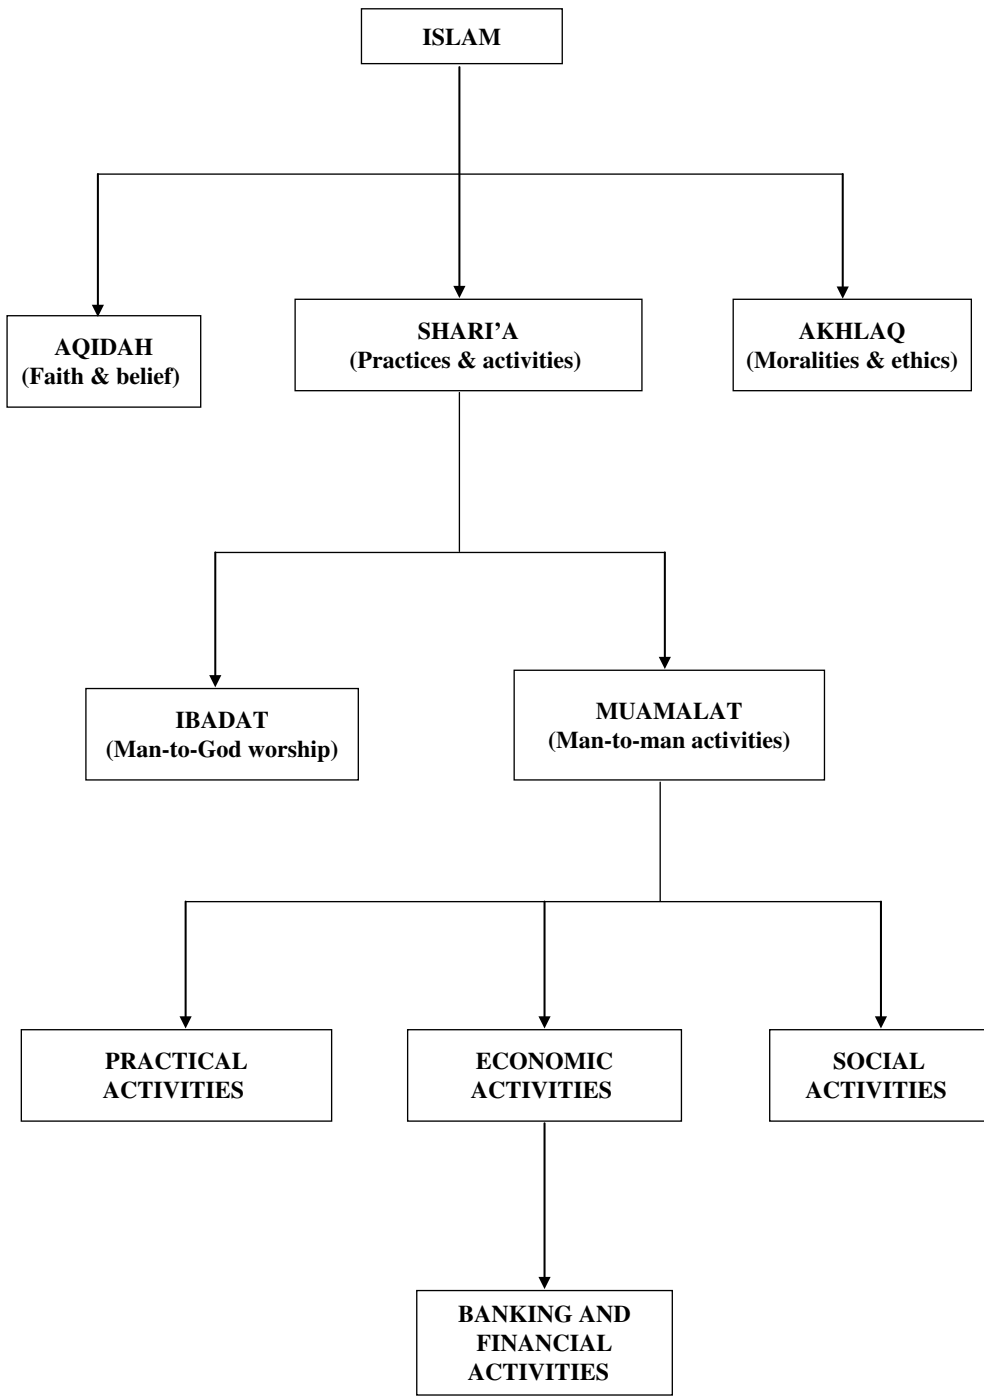 ISLAM
AQIDAH
(Faith & belief)
SHARI’A
(Practices & activities)
AKHLAQ
(Moralities & ethics)
IBADAT
(Man-to-God worship)
MUAMALAT
(Man-to-man activities)
PRACTICAL
ACTIVITIES
ECONOMIC
ACTIVITIES
SOCIAL
ACTIVITIES
BANKING AND
FINANCIAL
ACTIVITIES